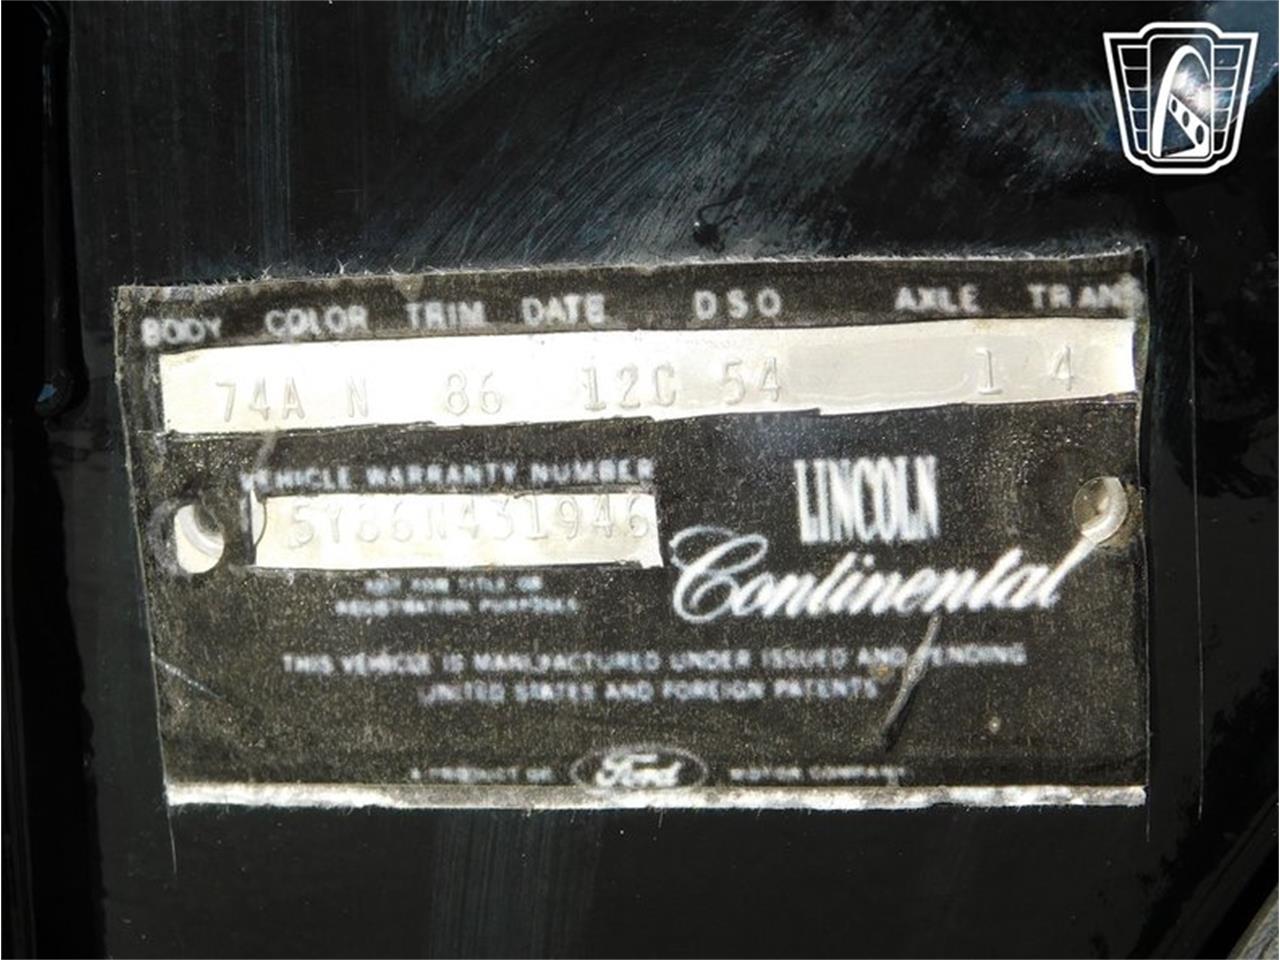 BODY COLOR TRIM DATE DSO AXLE TRANS
74A N 86 12C 54 1 4
VEHICLE WARRANTY NUMBER
5Y86N431946
NOT FOR TITLE OR
REGISTRATION PURPOSES
LINCOLN
Continental
THIS VEHICLE IS MANUFACTURED UNDER ISSUED AND PENDING
UNITED STATES AND FOREIGN PATENTS
A PRODUCT OF Ford MOTOR COMPANY